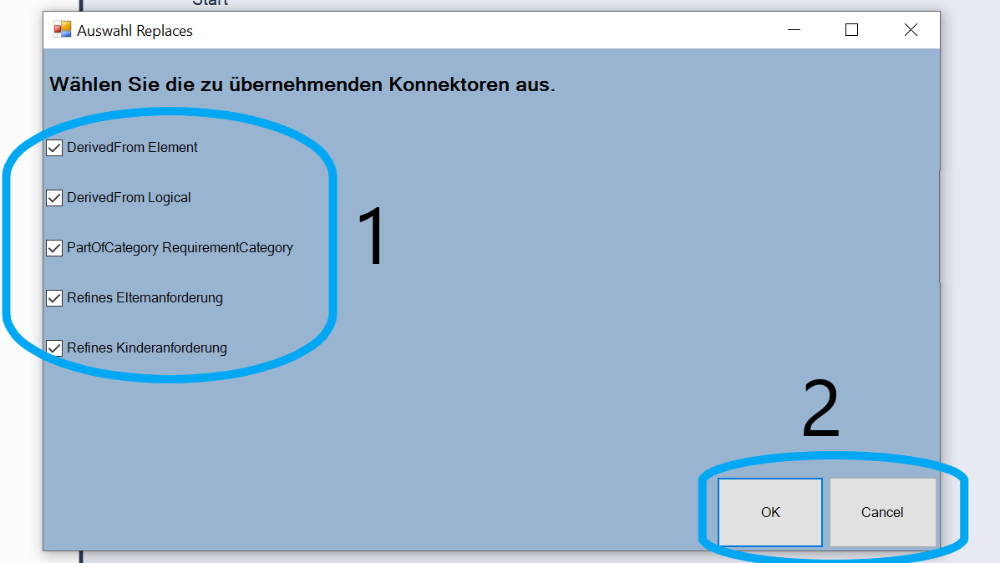 Start
Auswahl Replaces
Wählen Sie die zu übernehmenden Konnektoren aus.
DerivedFrom Element
DerivedFrom Logical
1
PartOfCategory RequirementCategory
Refines Elternanforderung
Refines Kinderanforderung
2
OK
Cancel